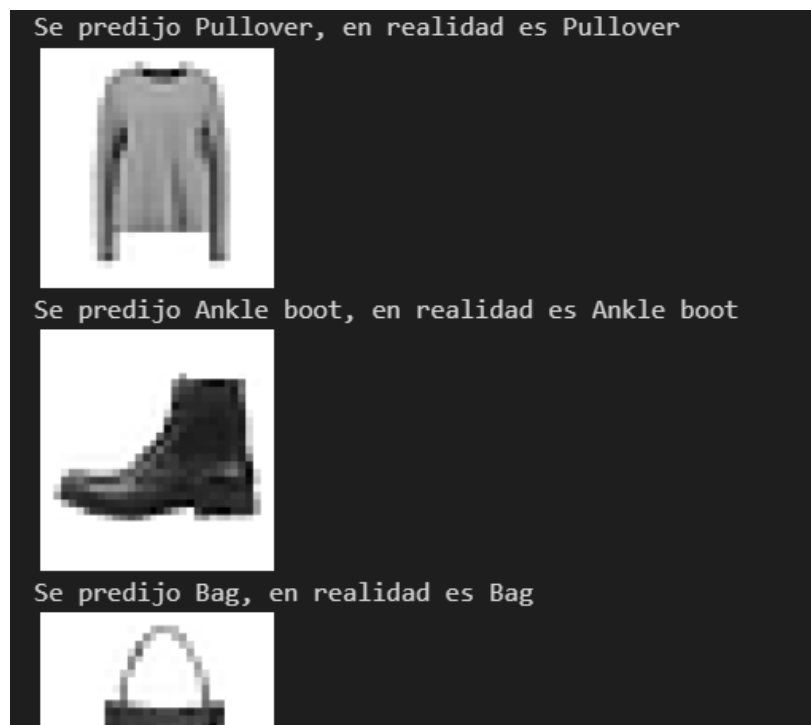 Se predijo Pullover, en realidad es Pullover
Se predijo Ankle boot, en realidad es Ankle boot
Se predijo Bag, en realidad es Bag